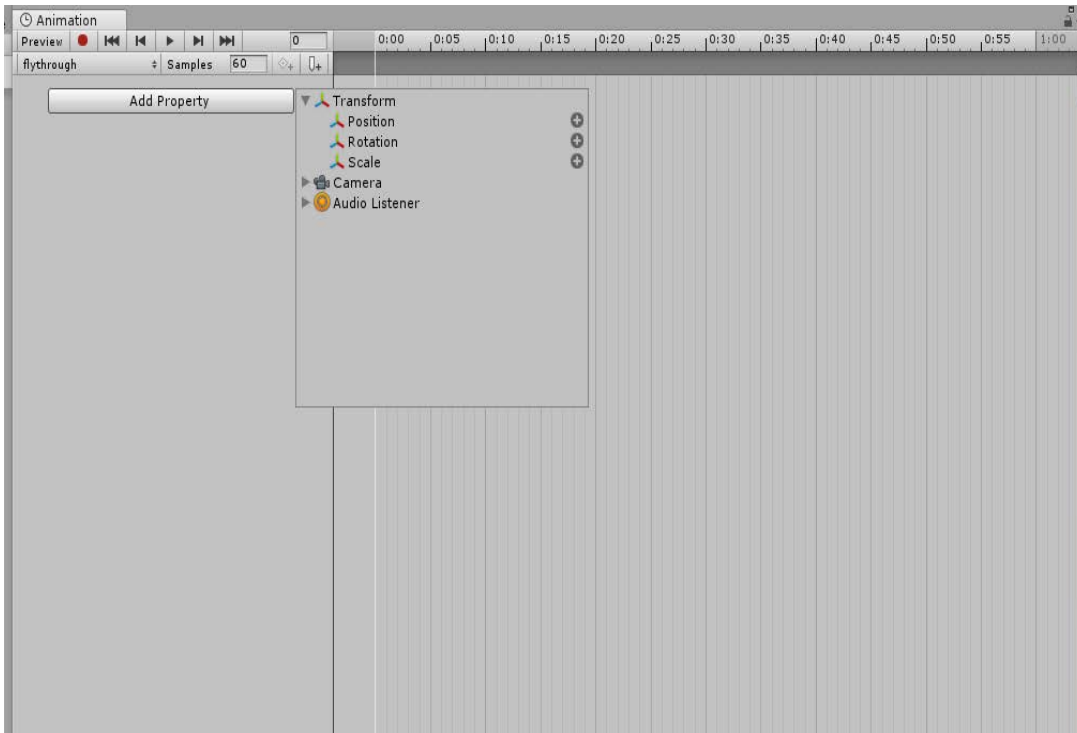 Animation
Preview 0 0:00 0:05 0:10 0:15 0:20 0:25 0:30 0:35 0:40 0:45 0:50 0:55 1:00
flythrough Samples 60
Add Property
Transform
Position
Rotation
Scale
Camera
Audio Listener